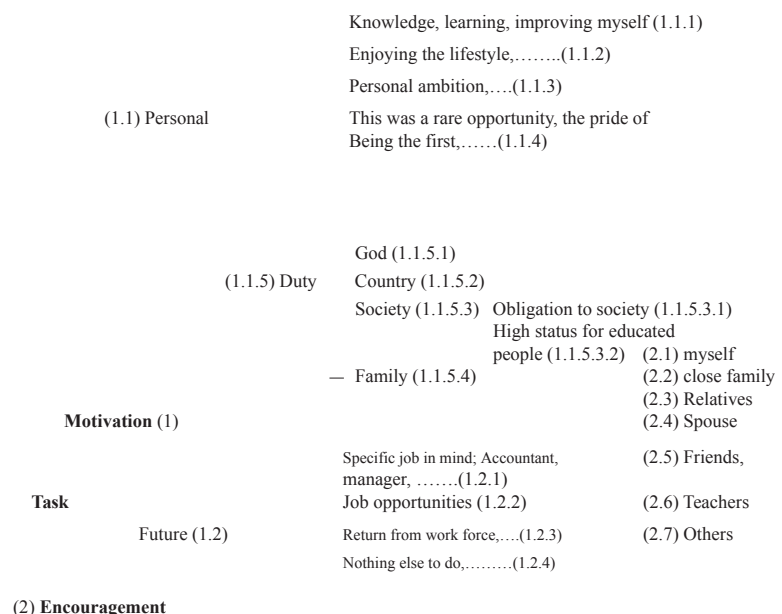 Knowledge, learning, improving myself (1.1.1)
Enjoying the lifestyle,……..(1.1.2)
Personal ambition,….(1.1.3)
(1.1) Personal This was a rare opportunity, the pride of
Being the first,……(1.1.4)
God (1.1.5.1)
(1.1.5) Duty Country (1.1.5.2)
Society (1.1.5.3) Obligation to society (1.1.5.3.1)
High status for educated
people (1.1.5.3.2) (2.1) myself
— Family (1.1.5.4) (2.2) close family
(2.3) Relatives
Motivation (1) (2.4) Spouse
Specific job in mind; Accountant, (2.5) Friends,
manager, …….(1.2.1)
Task Job opportunities (1.2.2) (2.6) Teachers
Future (1.2) Return from work force,….(1.2.3) (2.7) Others
Nothing else to do,………(1.2.4)
(2) Encouragement